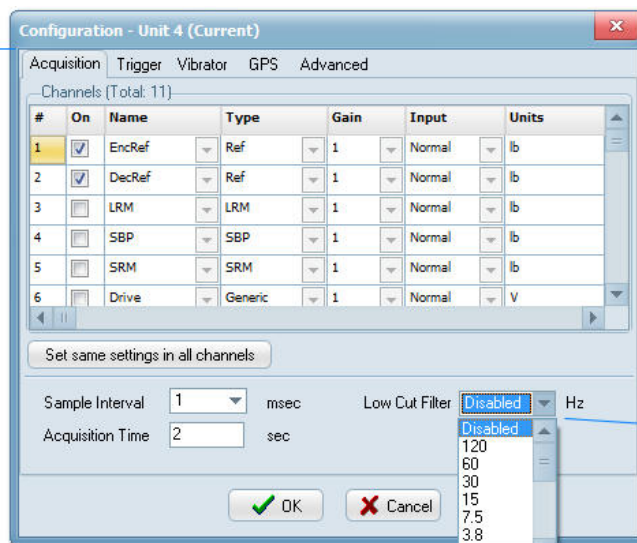 Configuration - Unit 4 (Current)
Acquisition Trigger Vibrator GPS Advanced
Channels (Total: 11)
# On Name Type Gain Input Units
1 EncRef Ref 1 Normal lb
2 DecRef Ref 1 Normal lb
3 LRM LRM 1 Normal lb
4 SBP SBP 1 Normal lb
5 SRM SRM 1 Normal lb
6 Drive Generic 1 Normal V
Set same settings in all channels
Sample Interval 1 msec Low Cut Filter Disabled Hz
Acquisition Time 2 sec
Disabled
120
60
30
15
7.5
3.8
OK Cancel